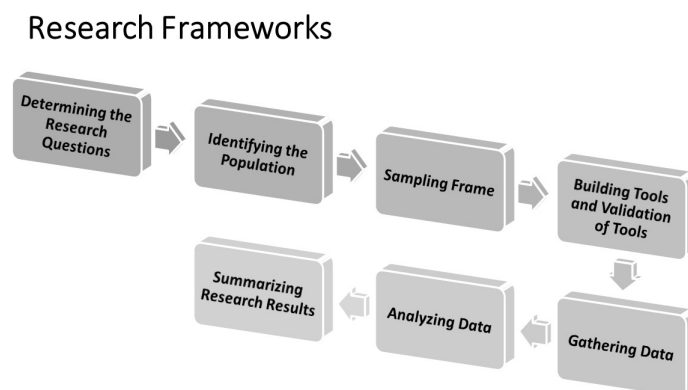 Research Frameworks
Determining the
Research
Questions
Identifying the
Population
Sampling Frame
Building Tools
and Validation
of Tools
Gathering Data
Analyzing Data
Summarizing
Research Results